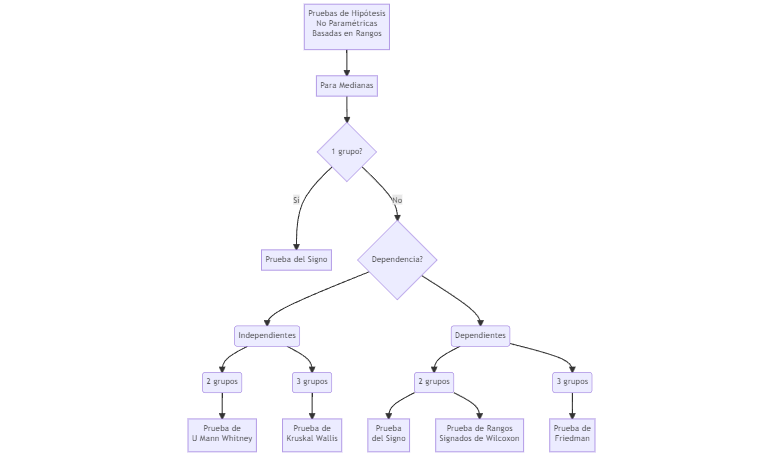 Pruebas de Hipótesis
No Paramétricas
Basadas en Rangos
Para Medianas
1 grupo?
Si
No
Prueba del Signo
Dependencia?
Independientes
Dependientes
2 grupos
3 grupos
2 grupos
3 grupos
Prueba de
U Mann Whitney
Prueba de
Kruskal Wallis
Prueba
del Signo
Prueba de Rangos
Signados de Wilcoxon
Prueba de
Friedman